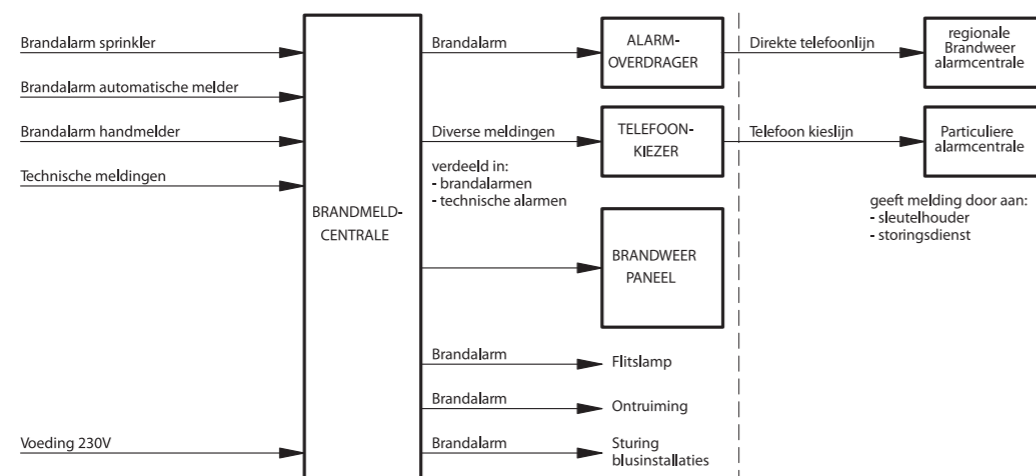 Brandalarm sprinkler
Brandalarm automatische melder
Brandalarm handmelder
Technische meldingen
Voeding 230V
BRANDMELD-
CENTRALE
Brandalarm
Diverse meldingen
verdeeld in:
- brandalarmen
- technische alarmen
Brandalarm
Brandalarm
Brandalarm
ALARM-
OVERDRAGER
TELEFOON-
KIEZER
BRANDWEER
PANEEL
Flitslamp
Ontruiming
Sturing
blusinstallaties
Direkte telefoonlijn
Telefoon kieslijn
regionale
Brandweer
alarmcentrale
Particuliere
alarmcentrale
geeft melding door aan:
- sleutelhouder
- storingsdienst